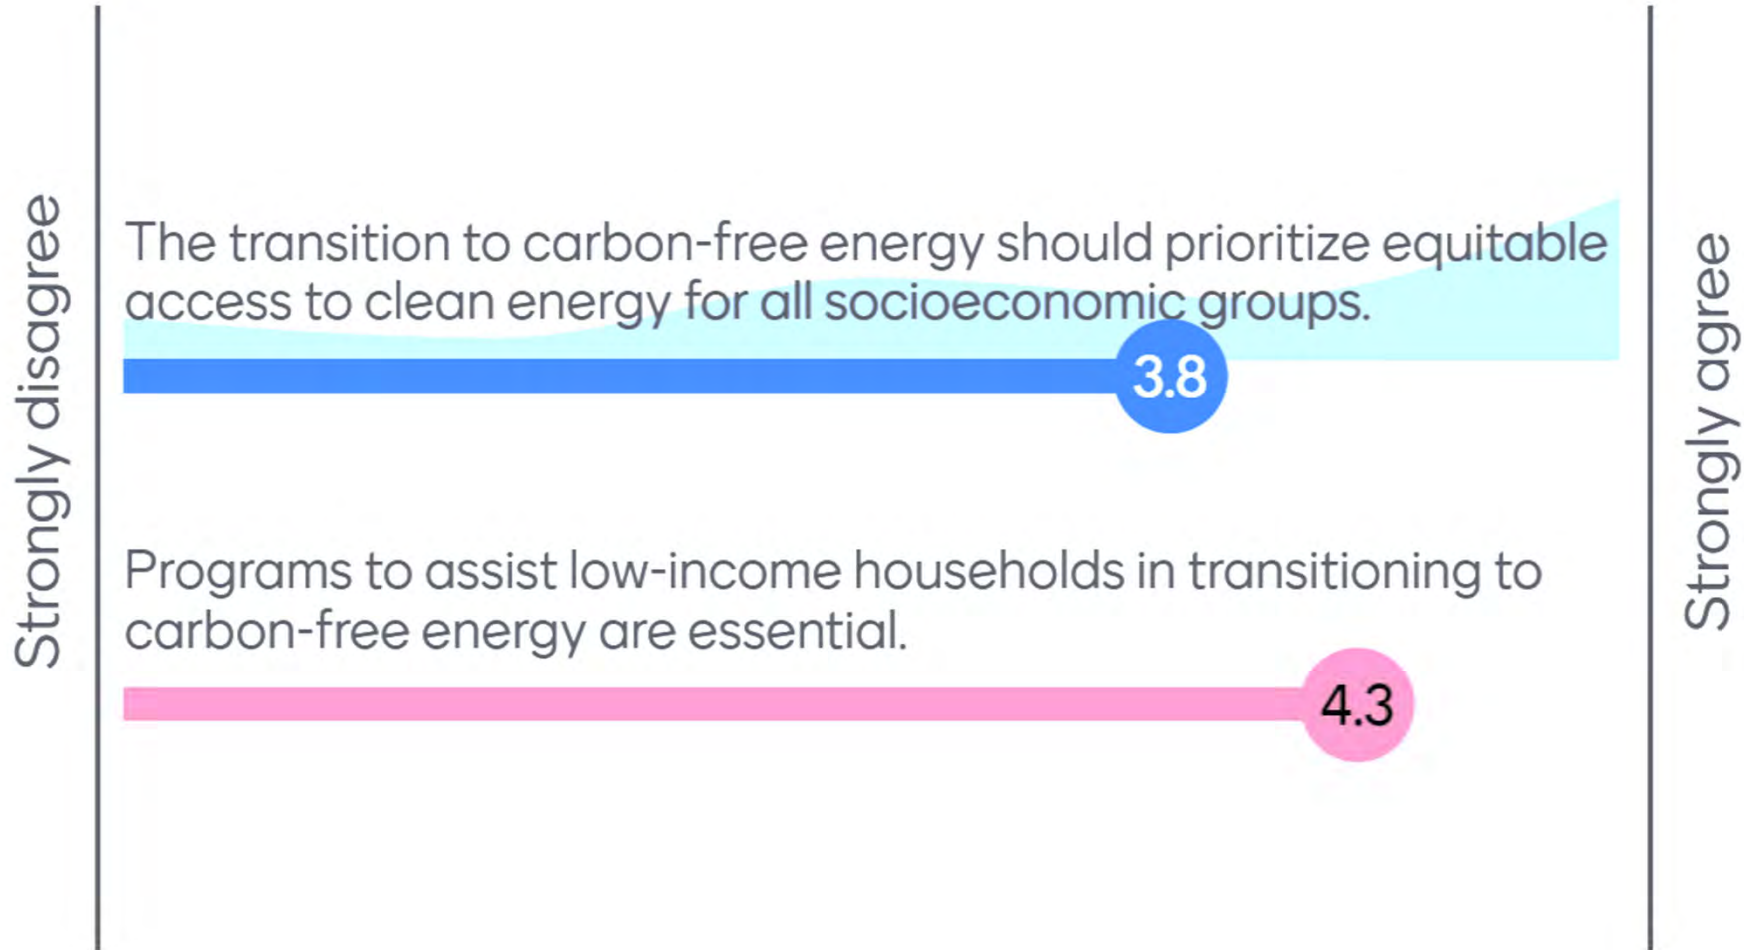 Strongly disagree
The transition to carbon-free energy should prioritize equitable
access to clean energy for all socioeconomic groups.
3.8
Programs to assist low-income households in transitioning to
carbon-free energy are essential.
4.3
Strongly agree